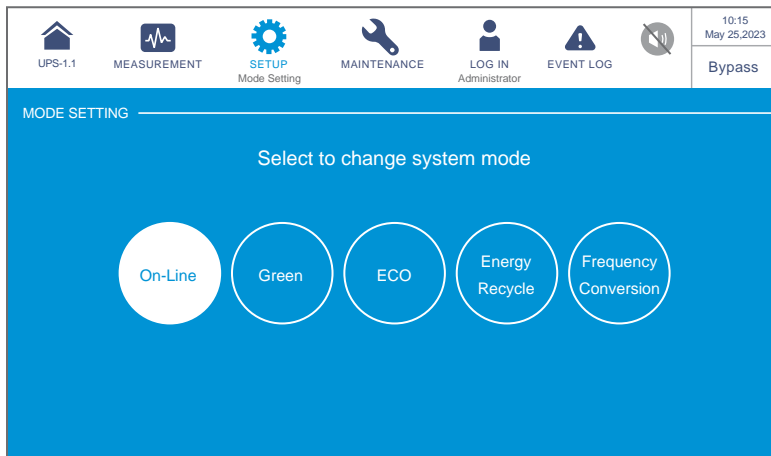 UPS-1.1
MEASUREMENT
SETUP
Mode Setting
MAINTENANCE
LOG IN
Administrator
EVENT LOG
10:15
May 25,2023
Bypass
MODE SETTING
Select to change system mode
On-Line
Green
ECO
Energy
Recycle
Frequency
Conversion